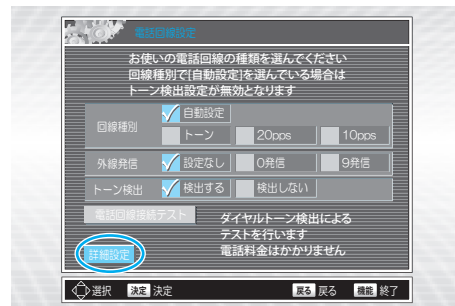 電話回線設定
お使いの電話回線の種類を選んでください
回線種別で[自動設定]を選んでいる場合は
トーン検出設定が無効となります
回線種別 自動設定
トーン 20pps 10pps
外線発信 設定なし 0発信 9発信
トーン検出 検出する 検出しない
電話回線接続テスト ダイヤルトーン検出による
テストを行います
詳細設定 電話料金はかかりません
選択 決定 決定 戻る 戻る 機能 終了